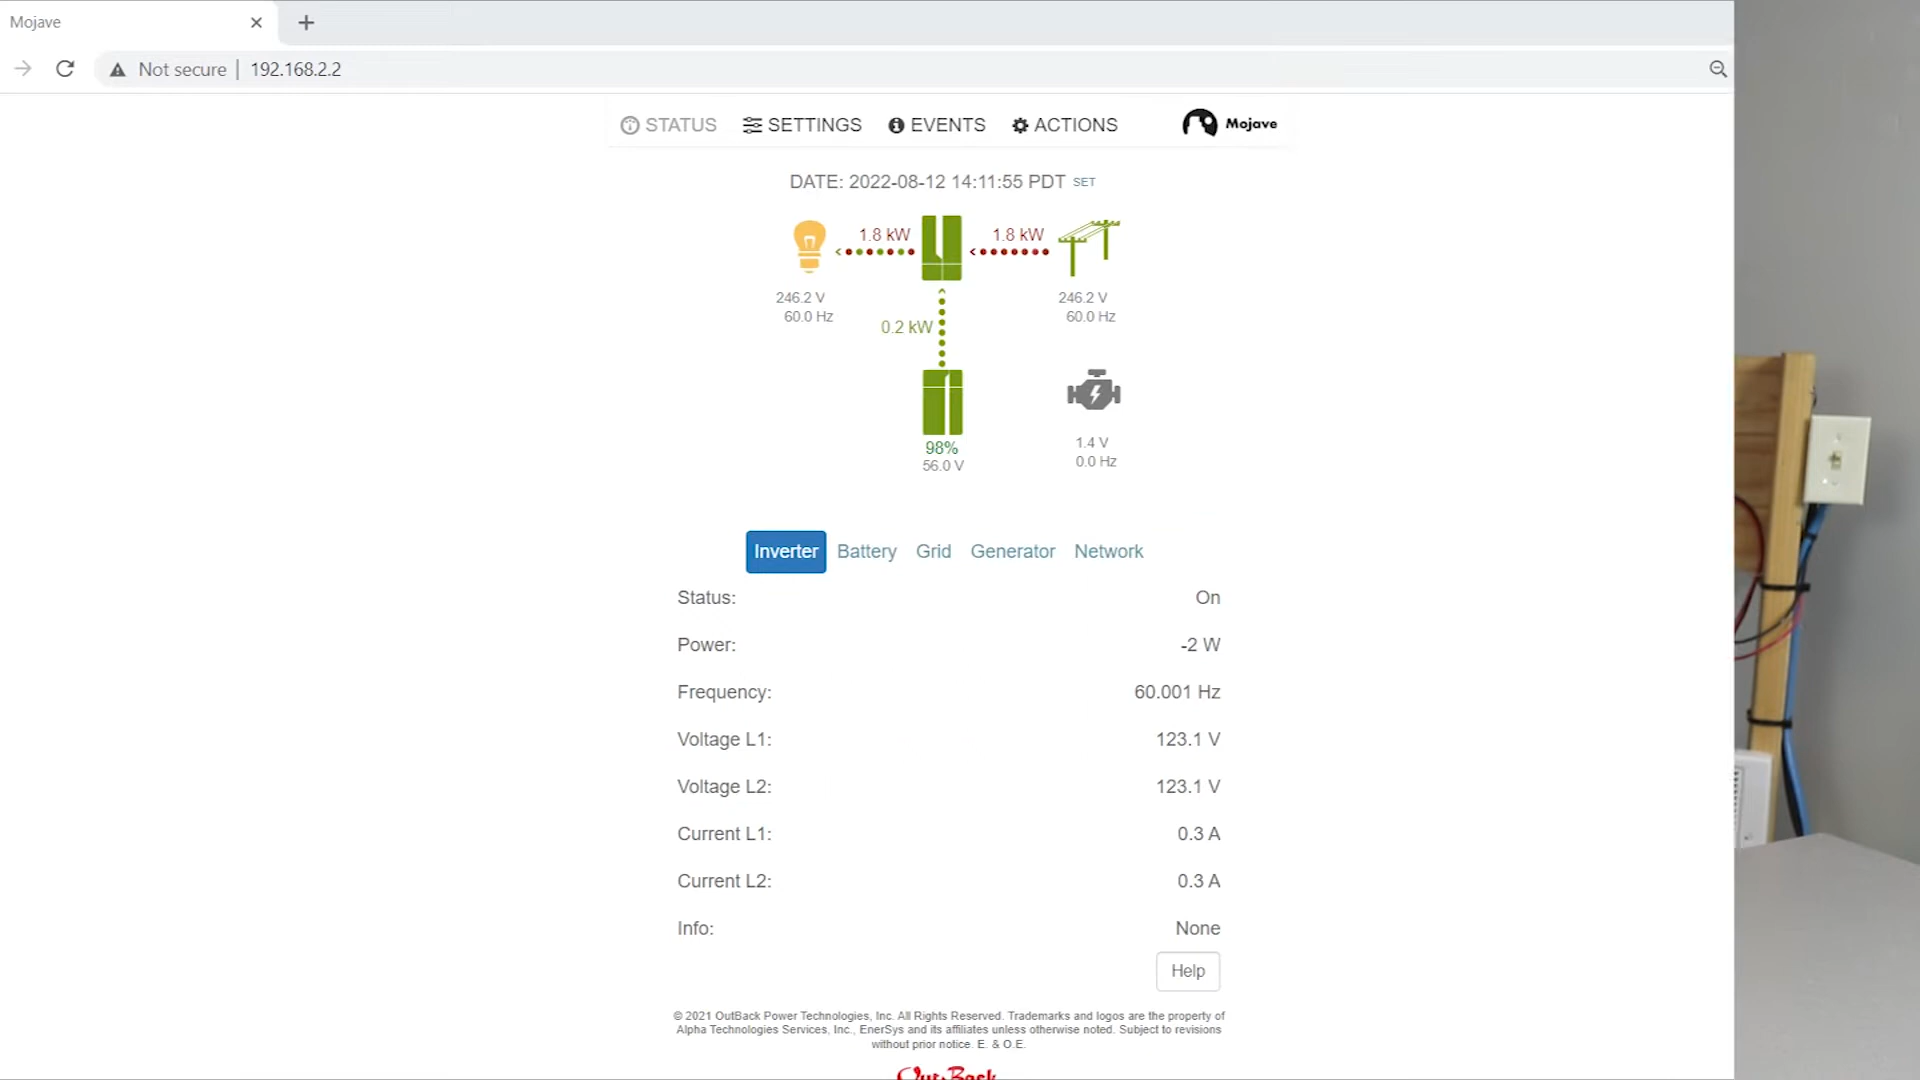 Mojave
Not secure | 192.168.2.2
STATUS SETTINGS EVENTS ACTIONS Mojave
DATE: 2022-08-12 14:11:55 PDT SET
1.8 kW 1.8 kW
246.2 V 246.2 V
60.0 Hz 60.0 Hz
0.2 kW
98%
56.0 V
1.4 V
0.0 Hz
Inverter Battery Grid Generator Network
Status: On
Power: -2 W
Frequency: 60.001 Hz
Voltage L1: 123.1 V
Voltage L2: 123.1 V
Current L1: 0.3 A
Current L2: 0.3 A
Info: None
Help
© 2021 OutBack Power Technologies, Inc. All Rights Reserved. Trademarks and logos are the property of
Alpha Technologies Services, Inc., EnerSys and its affiliates unless otherwise noted. Subject to revisions
without prior notice. E. & O.E.
OutBack